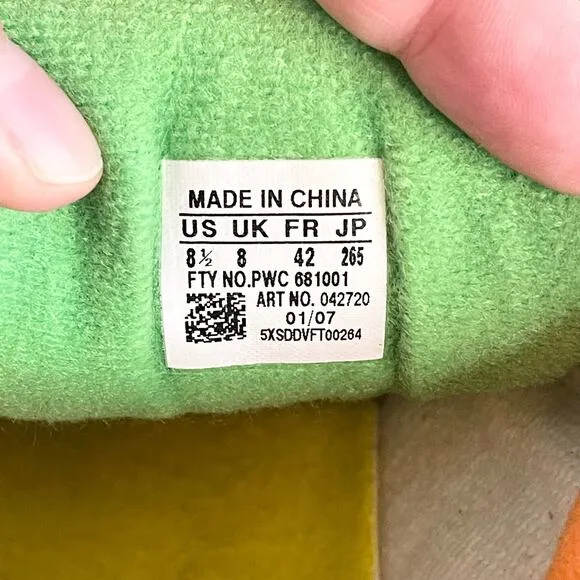 MADE IN CHINA
US UK FR JP
8½ 8 42 265
FTY NO.PWC 681001
ART NO. 042720
01/07
5XSDDVFT00264